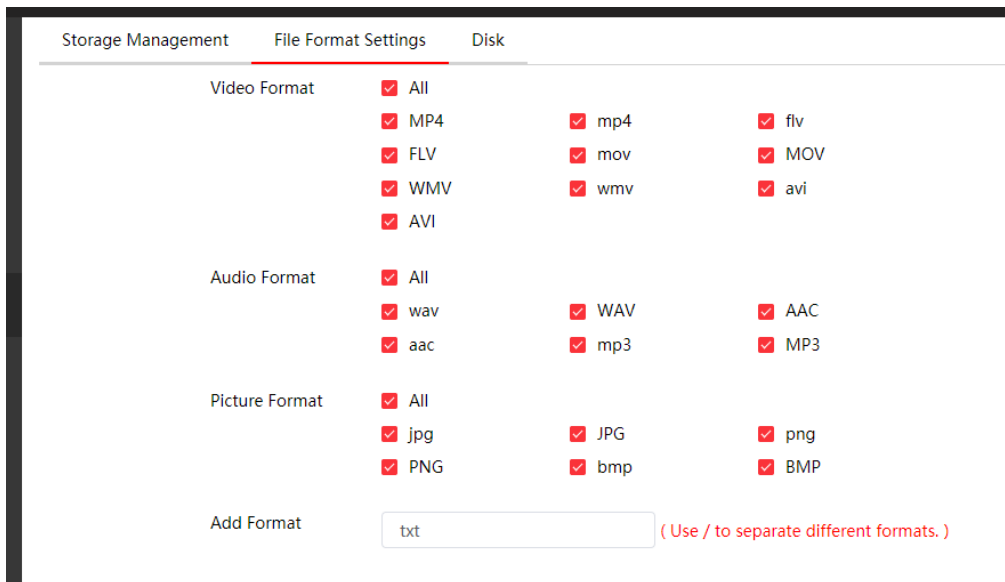 Storage Management File Format Settings Disk
Video Format All
MP4 mp4 flv
FLV mov MOV
WMV wmv avi
AVI
Audio Format All
wav WAV AAC
aac mp3 MP3
Picture Format All
jpg JPG png
PNG bmp BMP
Add Format txt ( Use / to separate different formats. )